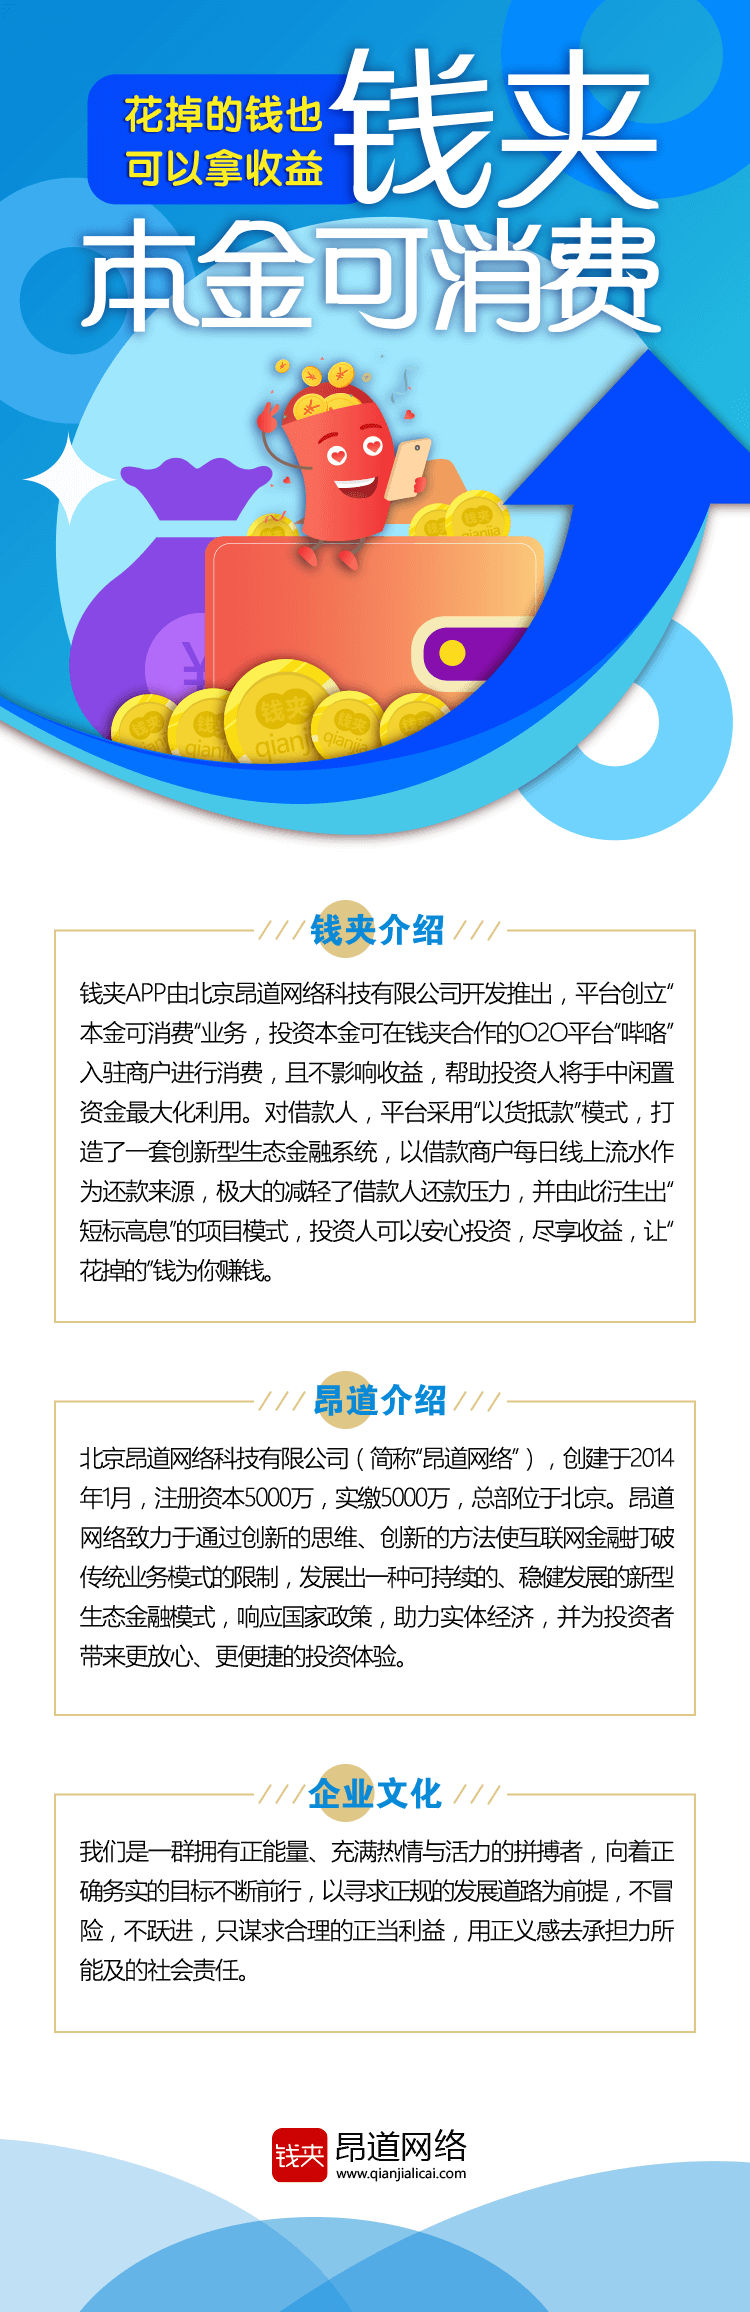 花掉的钱也
可以拿收益
钱夹
本金可消费
¥
钱夹
qianjia
钱夹介绍
钱夹APP由北京昂道网络科技有限公司开发推出，平台创立“
本金可消费“业务，投资本金可在钱夹合作的O2O平台“哔咯”
入驻商户进行消费，且不影响收益，帮助投资人将手中闲置
资金最大化利用。对借款人，平台采用“以货抵款”模式，打
造了一套创新型生态金融系统，以借款商户每日线上流水作
为还款来源，极大的减轻了借款人还款压力，并由此衍生出“
短标高息”的项目模式，投资人可以安心投资，尽享收益，让“
花掉的”钱为你赚钱。
昂道介绍
北京昂道网络科技有限公司（简称“昂道网络”），创建于2014
年1月，注册资本5000万，实缴5000万，总部位于北京。昂道
网络致力于通过创新的思维、创新的方法使互联网金融打破
传统业务模式的限制，发展出一种可持续的、稳健发展的新型
生态金融模式，响应国家政策，助力实体经济，并为投资者
带来更放心、更便捷的投资体验。
企业文化
我们是一群拥有正能量、充满热情与活力的拼搏者，向着正
确务实的目标不断前行，以寻求正规的发展道路为前提，不冒
险，不跃进，只谋求合理的正当利益，用正义感去承担力所
能及的社会责任。
钱夹
昂道网络
www.qianjialicai.com